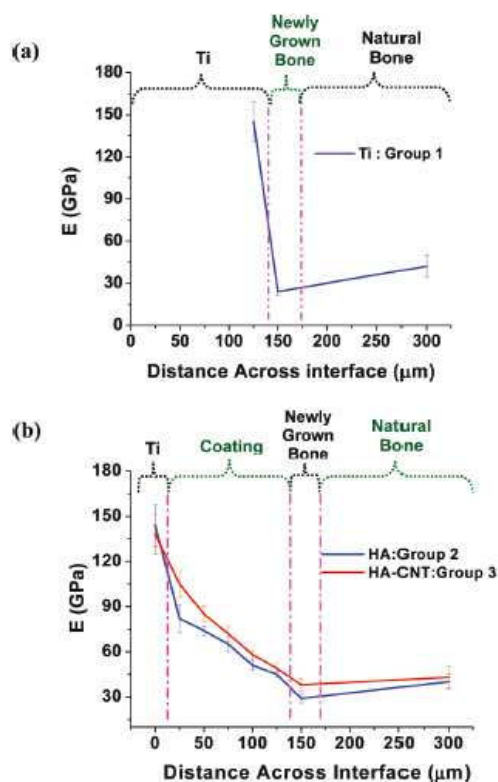 (a)
Newly
Grown
Bone
Natural
Bone
Ti
180
150
120
90
60
30
0
E (GPa)
Ti : Group 1
0
50
100
150
200
250
300
Distance Across interface (μm)
(b)
Newly
Grown
Bone
Natural
Bone
Ti
Coating
180
150
120
90
60
30
E (GPa)
HA:Group 2
HA-CNT:Group 3
0
50
100
150
200
250
300
Distance Across Interface (μm)